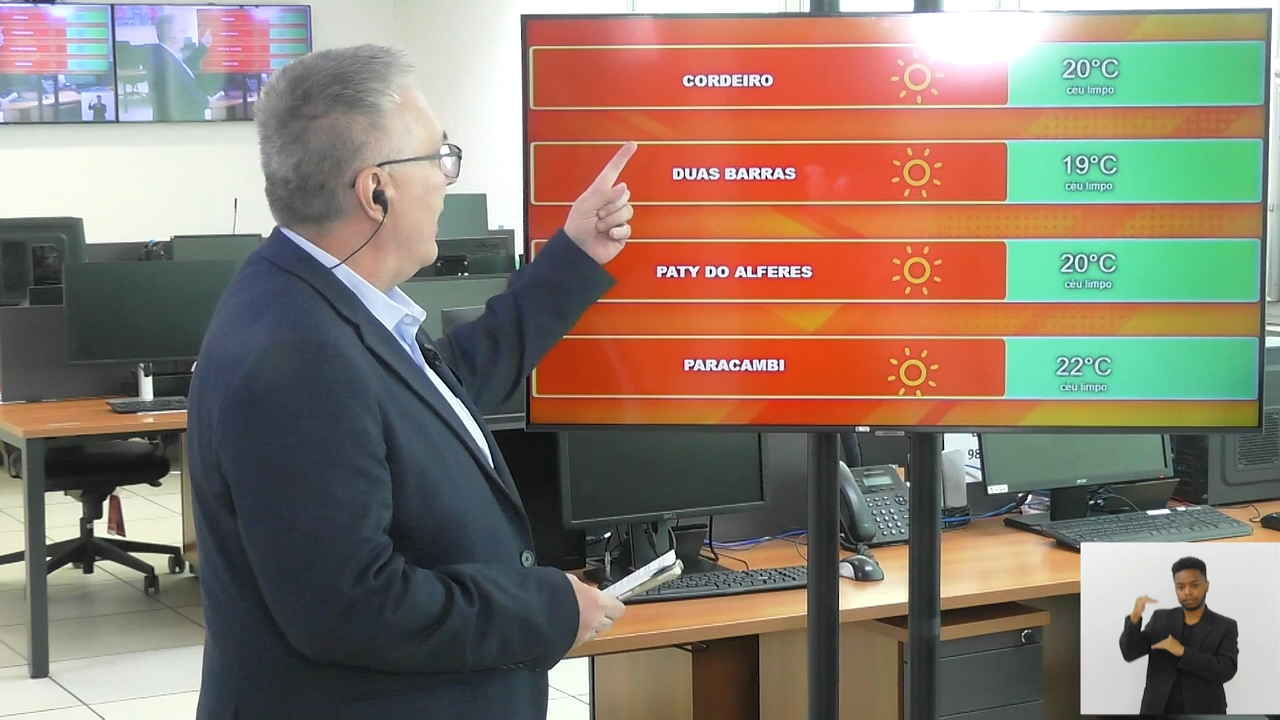 CORDEIRO
20°C
céu limpo
DUAS BARRAS
19°C
céu limpo
PATY DO ALFERES
20°C
céu limpo
PARACAMBI
22°C
céu limpo
98